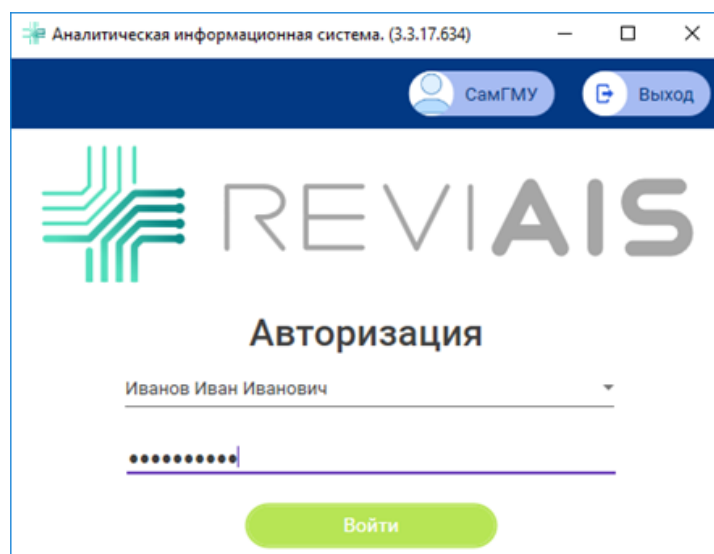 Аналитическая информационная система. (3.3.17.634)
СамГМУ
Выход
REVIAIS
Авторизация
Иванов Иван Иванович
••••••••••
Войти